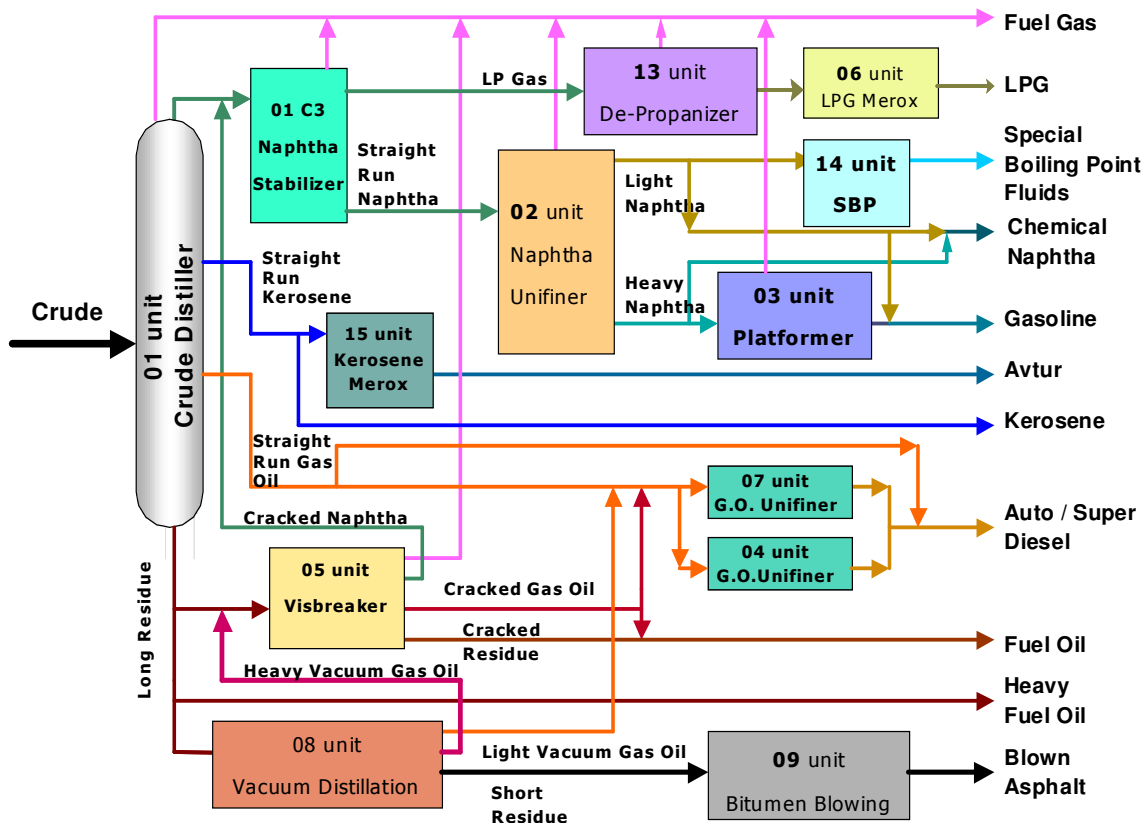 Fuel Gas
13 unit
De-Propanizer
06 unit
LPG Merox
LPG
LP Gas
01 C3
Naphtha
Stabilizer
Straight
Run
Naphtha
02 unit
Naphtha
Unifiner
Light
Naphtha
14 unit
SBP
Special
Boiling Point
Fluids
Chemical
Naphtha
Heavy
Naphtha
03 unit
Platformer
Gasoline
Crude
01 unit
Crude Distiller
Straight
Run
Kerosene
15 unit
Kerosene
Merox
Avtur
Kerosene
Straight
Run Gas
Oil
07 unit
G.O. Unifiner
04 unit
G.O.Unifiner
Auto / Super
Diesel
Cracked Naphtha
05 unit
Visbreaker
Cracked Gas Oil
Cracked
Residue
Fuel Oil
Long Residue
Heavy Vacuum Gas Oil
Heavy
Fuel Oil
08 unit
Vacuum Distillation
Light Vacuum Gas Oil
Short
Residue
09 unit
Bitumen Blowing
Blown
Asphalt